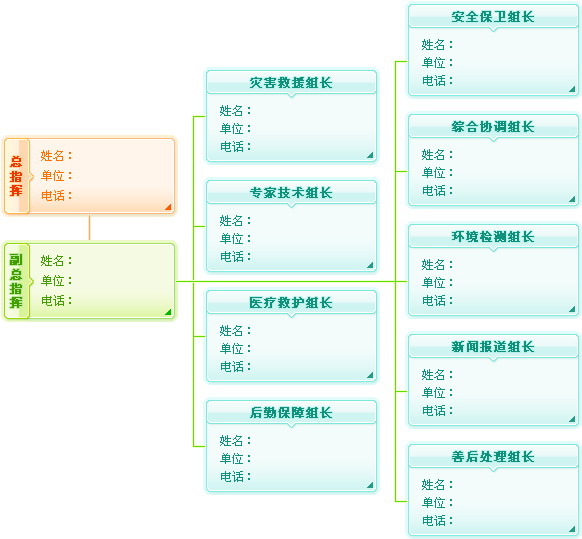 总指挥
姓名：
单位：
电话：
副总指挥
姓名：
单位：
电话：
灾害救援组长
姓名：
单位：
电话：
专家技术组长
姓名：
单位：
电话：
医疗救护组长
姓名：
单位：
电话：
后勤保障组长
姓名：
单位：
电话：
安全保卫组长
姓名：
单位：
电话：
综合协调组长
姓名：
单位：
电话：
环境检测组长
姓名：
单位：
电话：
新闻报道组长
姓名：
单位：
电话：
善后处理组长
姓名：
单位：
电话：